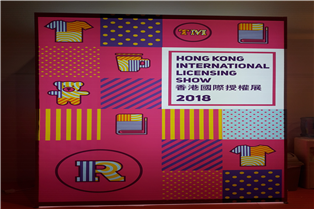 TM
HONG KONG
INTERNATIONAL
LICENSING
SHOW
香港國際授權展
2018
R